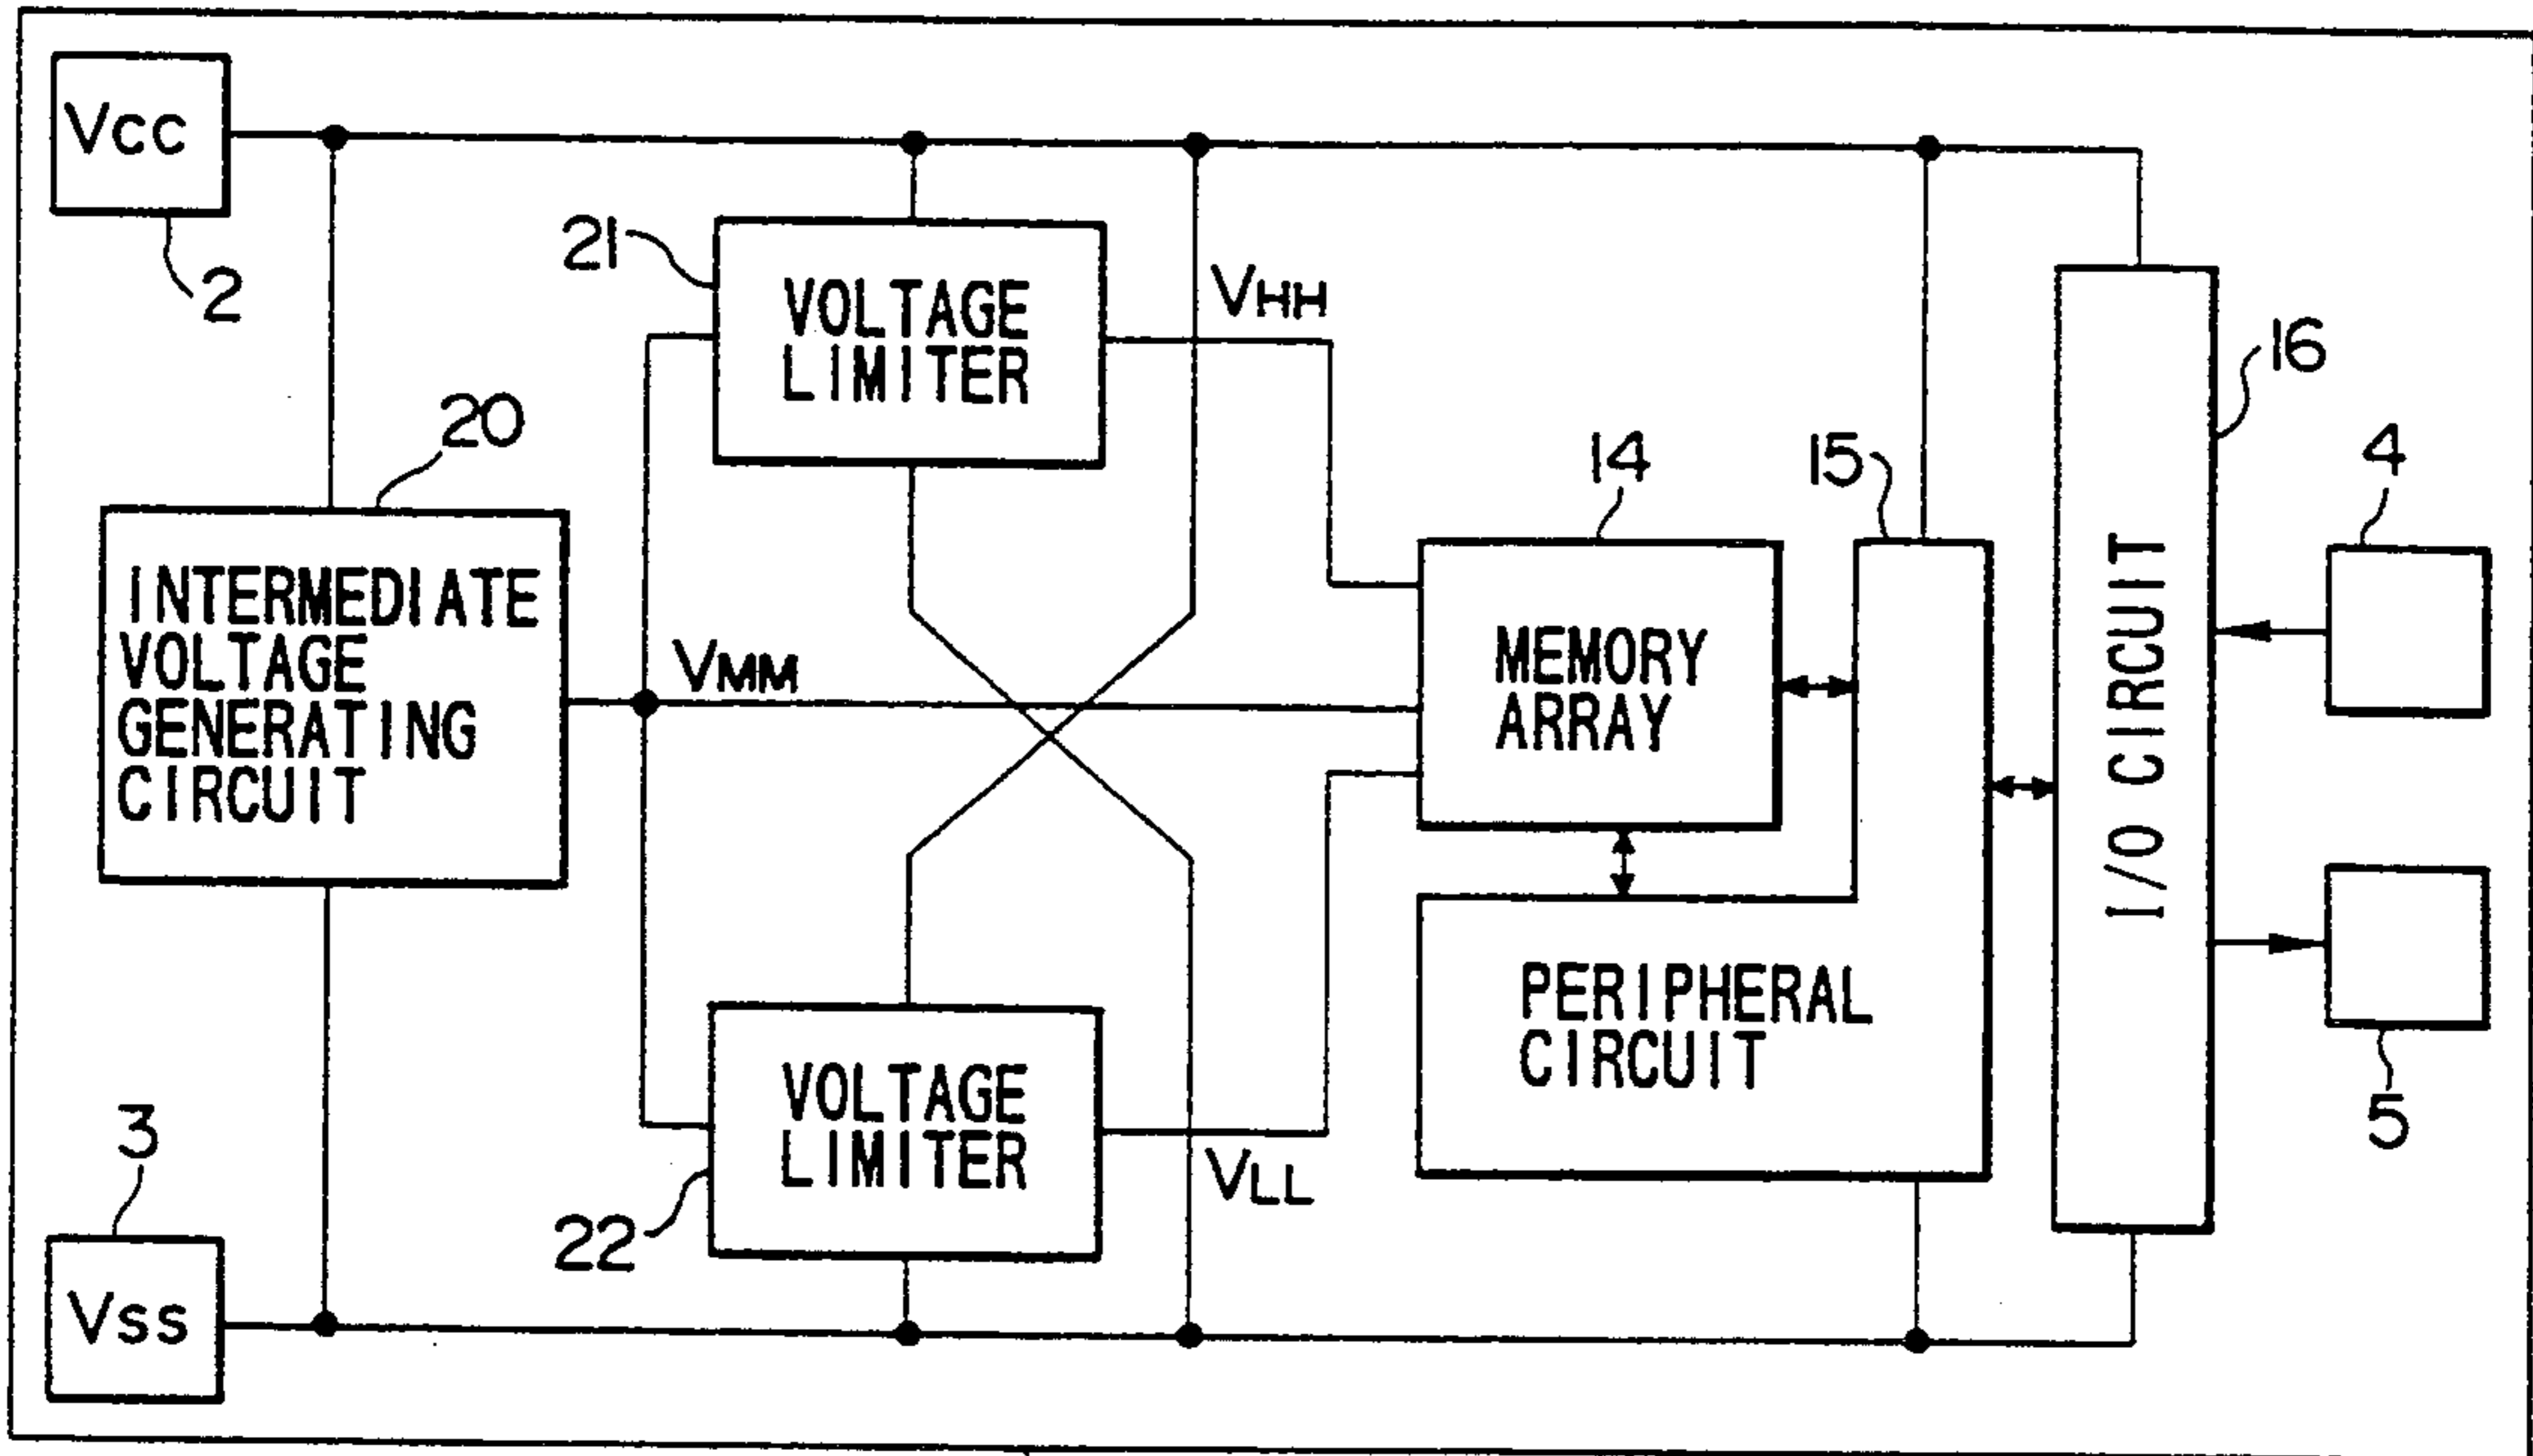 VCC
2
21
VOLTAGE
LIMITER
VHH
16
20
INTERMEDIATE
VOLTAGE
GENERATING
CIRCUIT
VMM
14
MEMORY
ARRAY
15
I/O CIRCUIT
4
PERIPHERAL
CIRCUIT
5
VOLTAGE
LIMITER
22
VLL
3
VSS